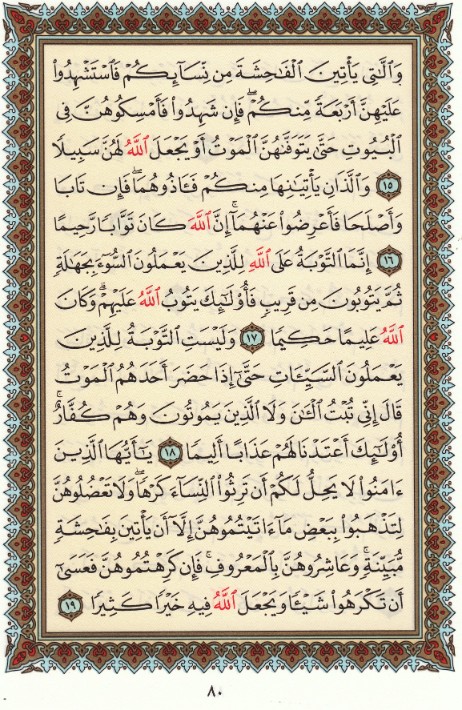 وَٱلَّٰتِي يَأۡتِينَ ٱلۡفَٰحِشَةَ مِن نِّسَآئِكُمۡ فَٱسۡتَشۡهِدُواْ
عَلَيۡهِنَّ أَرۡبَعَةٗ مِّنكُمۡۖ فَإِن شَهِدُواْ فَأَمۡسِكُوهُنَّ فِي
ٱلۡبُيُوتِ حَتَّىٰ يَتَوَفَّىٰهُنَّ ٱلۡمَوۡتُ أَوۡ يَجۡعَلَ ٱللَّهُ لَهُنَّ سَبِيلٗا
١٥ وَٱلَّذَانِ يَأۡتِيَٰنِهَا مِنكُمۡ فَـَٔاذُوهُمَاۖ فَإِن تَابَا
وَأَصۡلَحَا فَأَعۡرِضُواْ عَنۡهُمَآۗ إِنَّ ٱللَّهَ كَانَ تَوَّابٗا رَّحِيمًا
١٦ إِنَّمَا ٱلتَّوۡبَةُ عَلَى ٱللَّهِ لِلَّذِينَ يَعۡمَلُونَ ٱلسُّوٓءَ بِجَهَٰلَةٖ
ثُمَّ يَتُوبُونَ مِن قَرِيبٖ فَأُوْلَٰٓئِكَ يَتُوبُ ٱللَّهُ عَلَيۡهِمۡۗ وَكَانَ
ٱللَّهُ عَلِيمًا حَكِيمٗا ١٧ وَلَيۡسَتِ ٱلتَّوۡبَةُ لِلَّذِينَ
يَعۡمَلُونَ ٱلسَّيِّـَٔاتِ حَتَّىٰٓ إِذَا حَضَرَ أَحَدَهُمُ ٱلۡمَوۡتُ
قَالَ إِنِّي تُبۡتُ ٱلۡـَٰٔنَ وَلَا ٱلَّذِينَ يَمُوتُونَ وَهُمۡ كُفَّارٌۚ
أُوْلَٰٓئِكَ أَعۡتَدۡنَا لَهُمۡ عَذَابًا أَلِيمٗا ١٨ يَٰٓأَيُّهَا ٱلَّذِينَ
ءَامَنُواْ لَا يَحِلُّ لَكُمۡ أَن تَرِثُواْ ٱلنِّسَآءَ كَرۡهٗاۖ وَلَا تَعۡضُلُوهُنَّ
لِتَذۡهَبُواْ بِبَعۡضِ مَآ ءَاتَيۡتُمُوهُنَّ إِلَّآ أَن يَأۡتِينَ بِفَٰحِشَةٖ
مُّبَيِّنَةٖۚ وَعَاشِرُوهُنَّ بِٱلۡمَعۡرُوفِۚ فَإِن كَرِهۡتُمُوهُنَّ فَعَسَىٰٓ
أَن تَكۡرَهُواْ شَيۡـٔٗا وَيَجۡعَلَ ٱللَّهُ فِيهِ خَيۡرٗا كَثِيرٗا ١٩
٨٠